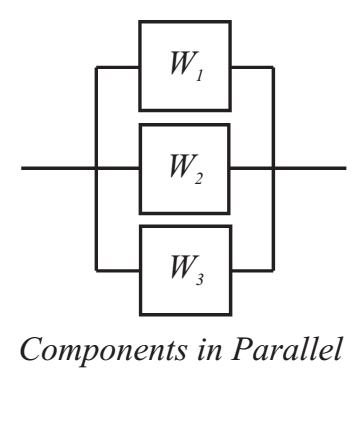 W₁
W₂
W₃
Components in Parallel